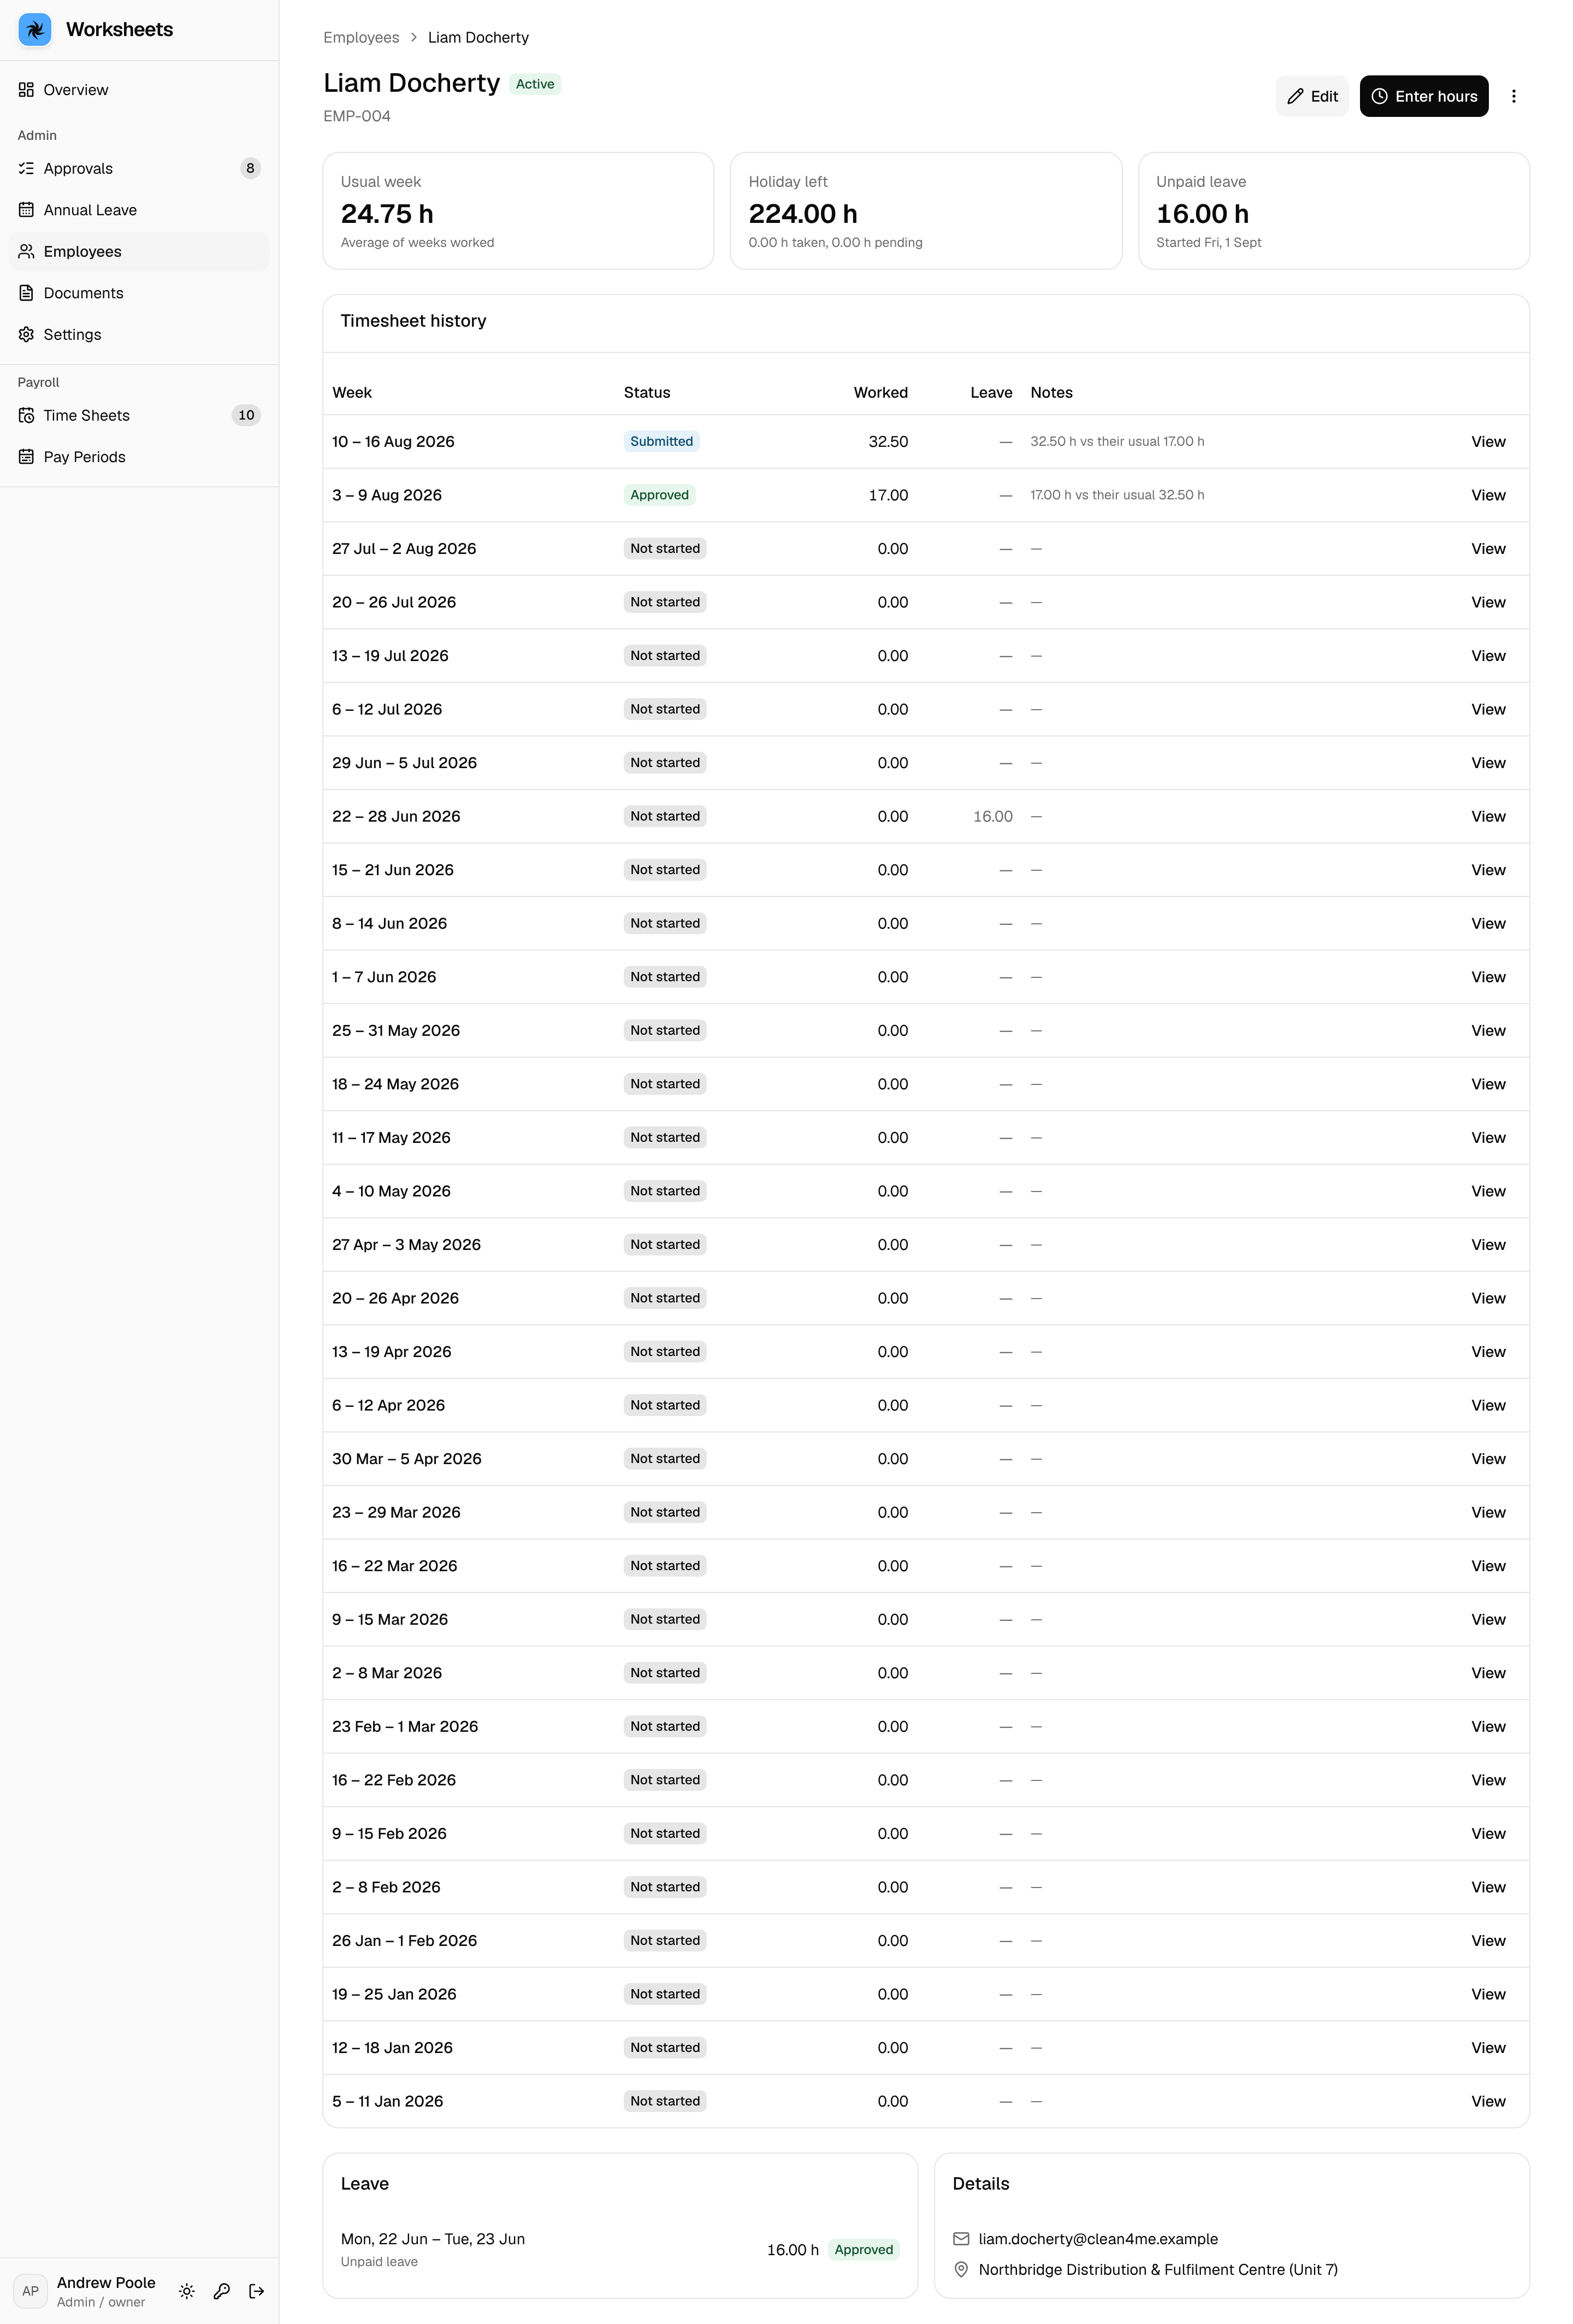 Worksheets
Overview
Admin
Approvals 8
Annual Leave
Employees
Documents
Settings
Payroll
Time Sheets 10
Pay Periods
Employees > Liam Docherty
Liam Docherty Active
EMP-004
Edit
Enter hours
Usual week
24.75 h
Average of weeks worked
Holiday left
224.00 h
0.00 h taken, 0.00 h pending
Unpaid leave
16.00 h
Started Fri, 1 Sept
Timesheet history
Week Status Worked Leave Notes
10 – 16 Aug 2026 Submitted 32.50 — 32.50 h vs their usual 17.00 h View
3 – 9 Aug 2026 Approved 17.00 — 17.00 h vs their usual 32.50 h View
27 Jul – 2 Aug 2026 Not started 0.00 — — View
20 – 26 Jul 2026 Not started 0.00 — — View
13 – 19 Jul 2026 Not started 0.00 — — View
6 – 12 Jul 2026 Not started 0.00 — — View
29 Jun – 5 Jul 2026 Not started 0.00 — — View
22 – 28 Jun 2026 Not started 0.00 16.00 — View
15 – 21 Jun 2026 Not started 0.00 — — View
8 – 14 Jun 2026 Not started 0.00 — — View
1 – 7 Jun 2026 Not started 0.00 — — View
25 – 31 May 2026 Not started 0.00 — — View
18 – 24 May 2026 Not started 0.00 — — View
11 – 17 May 2026 Not started 0.00 — — View
4 – 10 May 2026 Not started 0.00 — — View
27 Apr – 3 May 2026 Not started 0.00 — — View
20 – 26 Apr 2026 Not started 0.00 — — View
13 – 19 Apr 2026 Not started 0.00 — — View
6 – 12 Apr 2026 Not started 0.00 — — View
30 Mar – 5 Apr 2026 Not started 0.00 — — View
23 – 29 Mar 2026 Not started 0.00 — — View
16 – 22 Mar 2026 Not started 0.00 — — View
9 – 15 Mar 2026 Not started 0.00 — — View
2 – 8 Mar 2026 Not started 0.00 — — View
23 Feb – 1 Mar 2026 Not started 0.00 — — View
16 – 22 Feb 2026 Not started 0.00 — — View
9 – 15 Feb 2026 Not started 0.00 — — View
2 – 8 Feb 2026 Not started 0.00 — — View
26 Jan – 1 Feb 2026 Not started 0.00 — — View
19 – 25 Jan 2026 Not started 0.00 — — View
12 – 18 Jan 2026 Not started 0.00 — — View
5 – 11 Jan 2026 Not started 0.00 — — View
Leave
Mon, 22 Jun – Tue, 23 Jun
Unpaid leave
16.00 h Approved
Details
liam.docherty@clean4me.example
Northbridge Distribution & Fulfilment Centre (Unit 7)
AP
Andrew Poole
Admin / owner